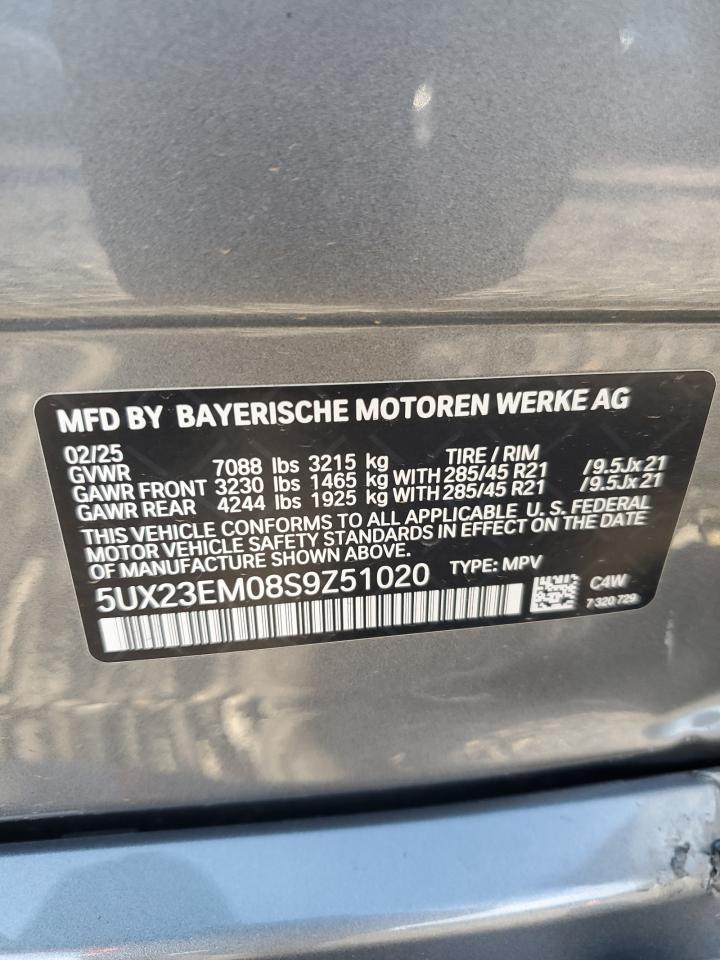 MFD BY BAYERISCHE MOTOREN WERKE AG
02/25 TIRE / RIM
GVWR 7088 lbs 3215 kg
GAWR FRONT 3230 lbs 1465 kg WITH 285/45 R21 /9.5Jx21
GAWR REAR 4244 lbs 1925 kg WITH 285/45 R21 /9.5Jx21
THIS VEHICLE CONFORMS TO ALL APPLICABLE U. S. FEDERAL
MOTOR VEHICLE SAFETY STANDARDS IN EFFECT ON THE DATE
OF MANUFACTURE SHOWN ABOVE.
5UX23EM08S9Z51020 TYPE: MPV
C4W
7 320 729